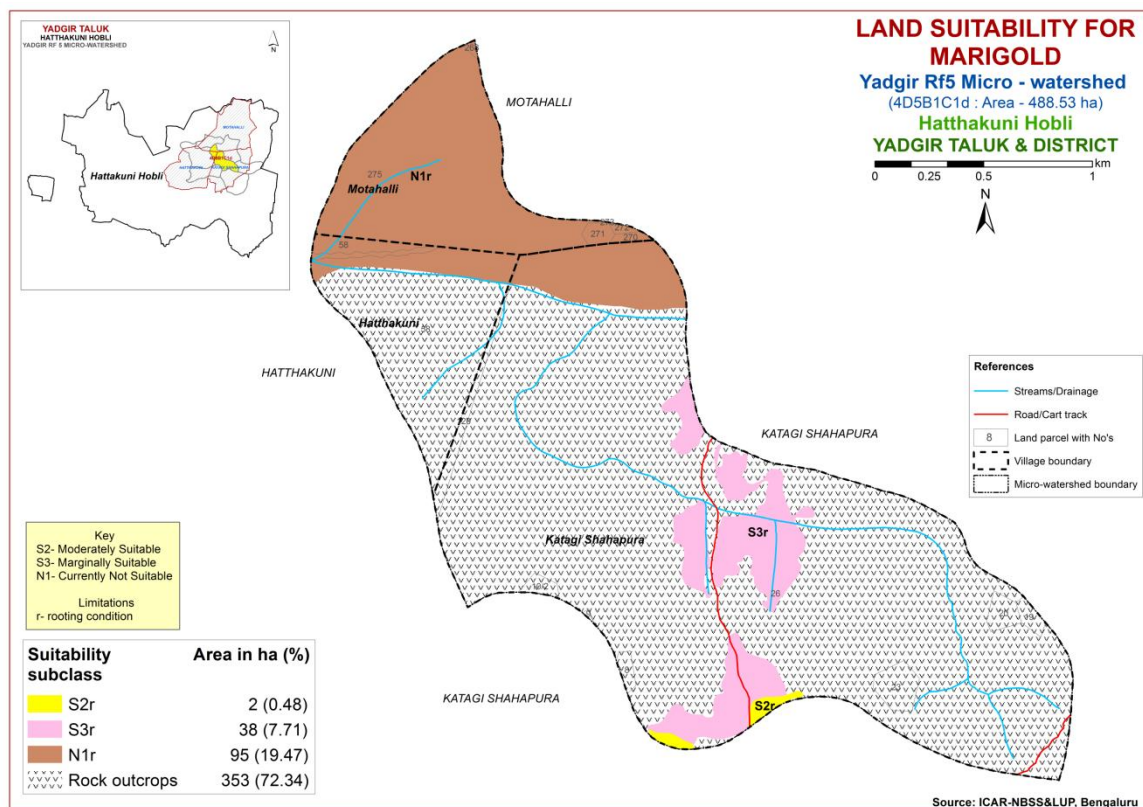 YADGIR TALUK
HATTHAKUNI HOBLI
YADGIR RF 5 MICRO-WATERSHED
N
MOTAHALLI
HATTHAKUNI
Hattakuni Hobli
LAND SUITABILITY FOR
MARIGOLD
Yadgir Rf5 Micro - watershed
(4D5B1C1d : Area - 488.53 ha)
Hatthakuni Hobli
YADGIR TALUK & DISTRICT
km
0 0.25 0.5 1
N
MOTAHALLI
275
N1r
Motahalli
58
271
272
270
Hatthakuni
HATTHAKUNI
KATAGI SHAHAPURA
S3r
Katagi Shahapura
26
KATAGI SHAHAPURA
S2r
References
Streams/Drainage
Road/Cart track
8 Land parcel with No's
Village boundary
Micro-watershed boundary
Key
S2- Moderately Suitable
S3- Marginally Suitable
N1- Currently Not Suitable
Limitations
r- rooting condition
Suitability Area in ha (%)
subclass
S2r 2 (0.48)
S3r 38 (7.71)
N1r 95 (19.47)
Rock outcrops 353 (72.34)
Source: ICAR-NBSS&LUP, Bengaluru